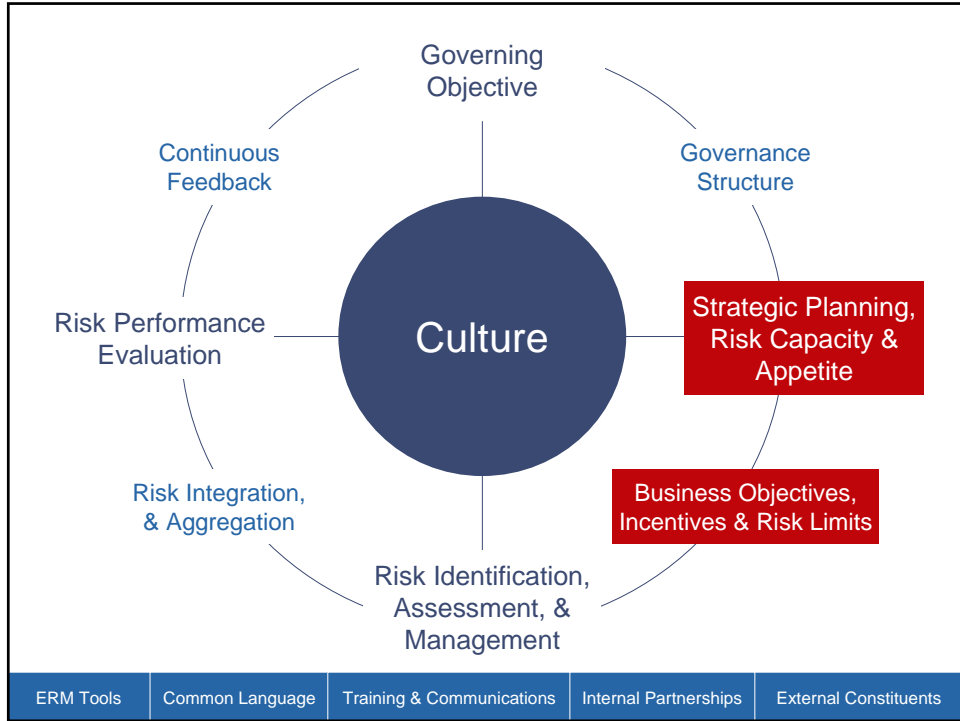 Governing
Objective
Governance
Structure
Strategic Planning,
Risk Capacity &
Appetite
Business Objectives,
Incentives & Risk Limits
Risk Identification,
Assessment, &
Management
Risk Integration,
& Aggregation
Risk Performance
Evaluation
Continuous
Feedback
Culture
ERM Tools
Common Language
Training & Communications
Internal Partnerships
External Constituents